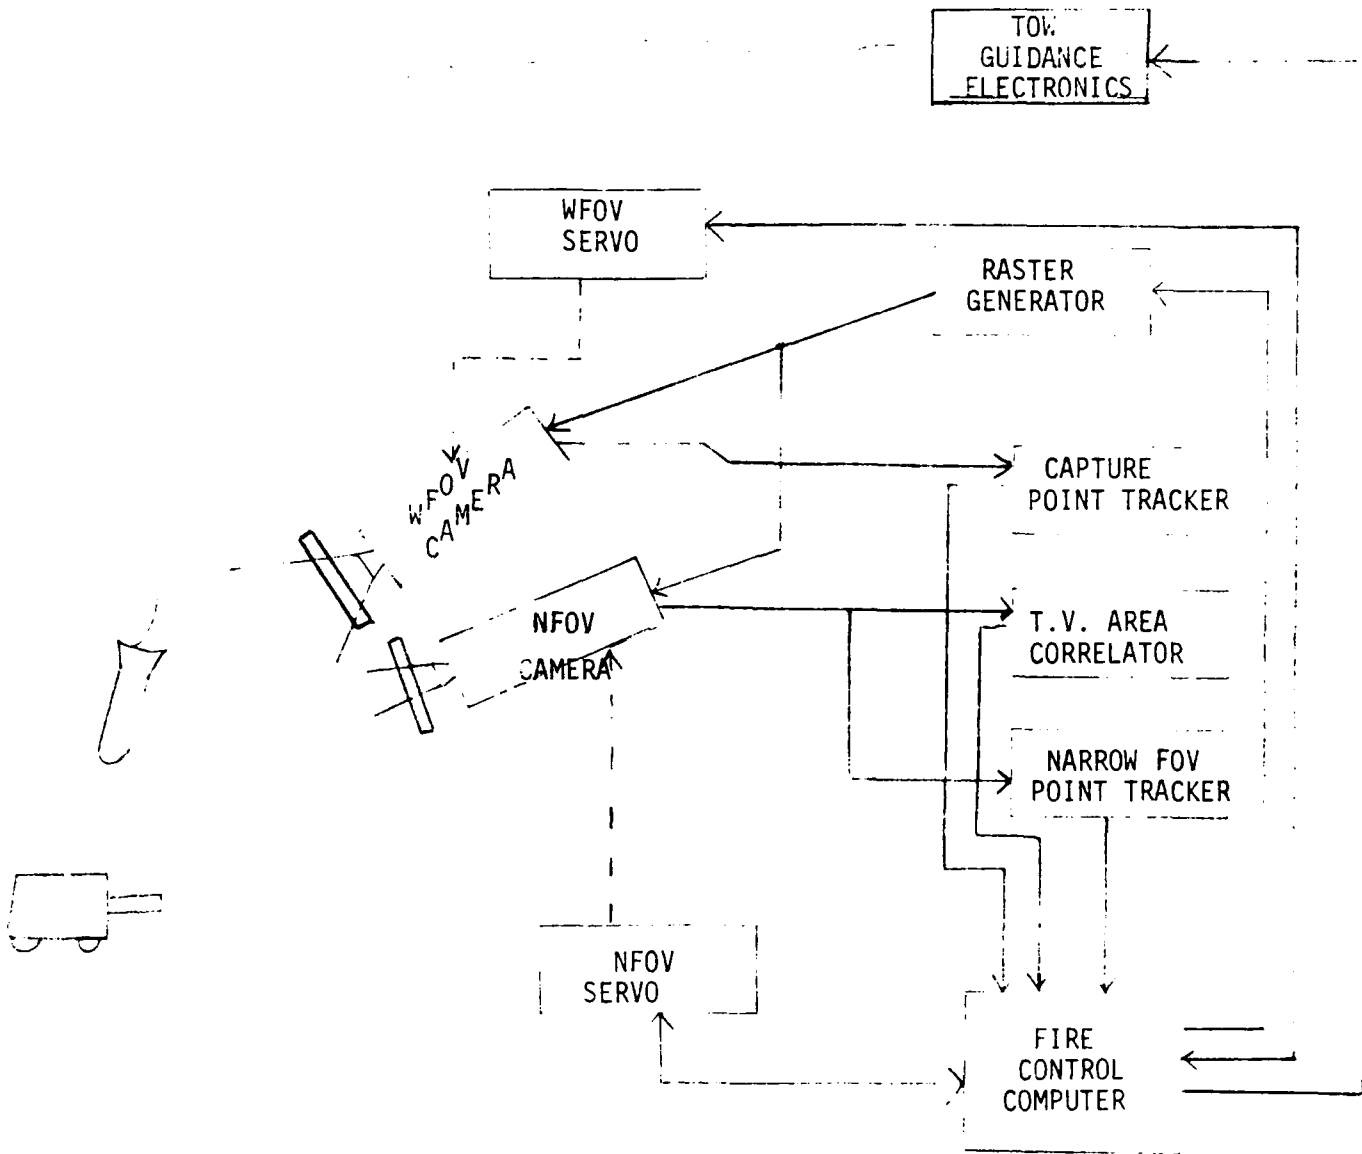 TOW
GUIDANCE
ELECTRONICS
WFOV
SERVO
RASTER
GENERATOR
WFOV
CAMERA
CAPTURE
POINT TRACKER
NFOV
CAMERA
T.V. AREA
CORRELATOR
NARROW FOV
POINT TRACKER
NFOV
SERVO
FIRE
CONTROL
COMPUTER